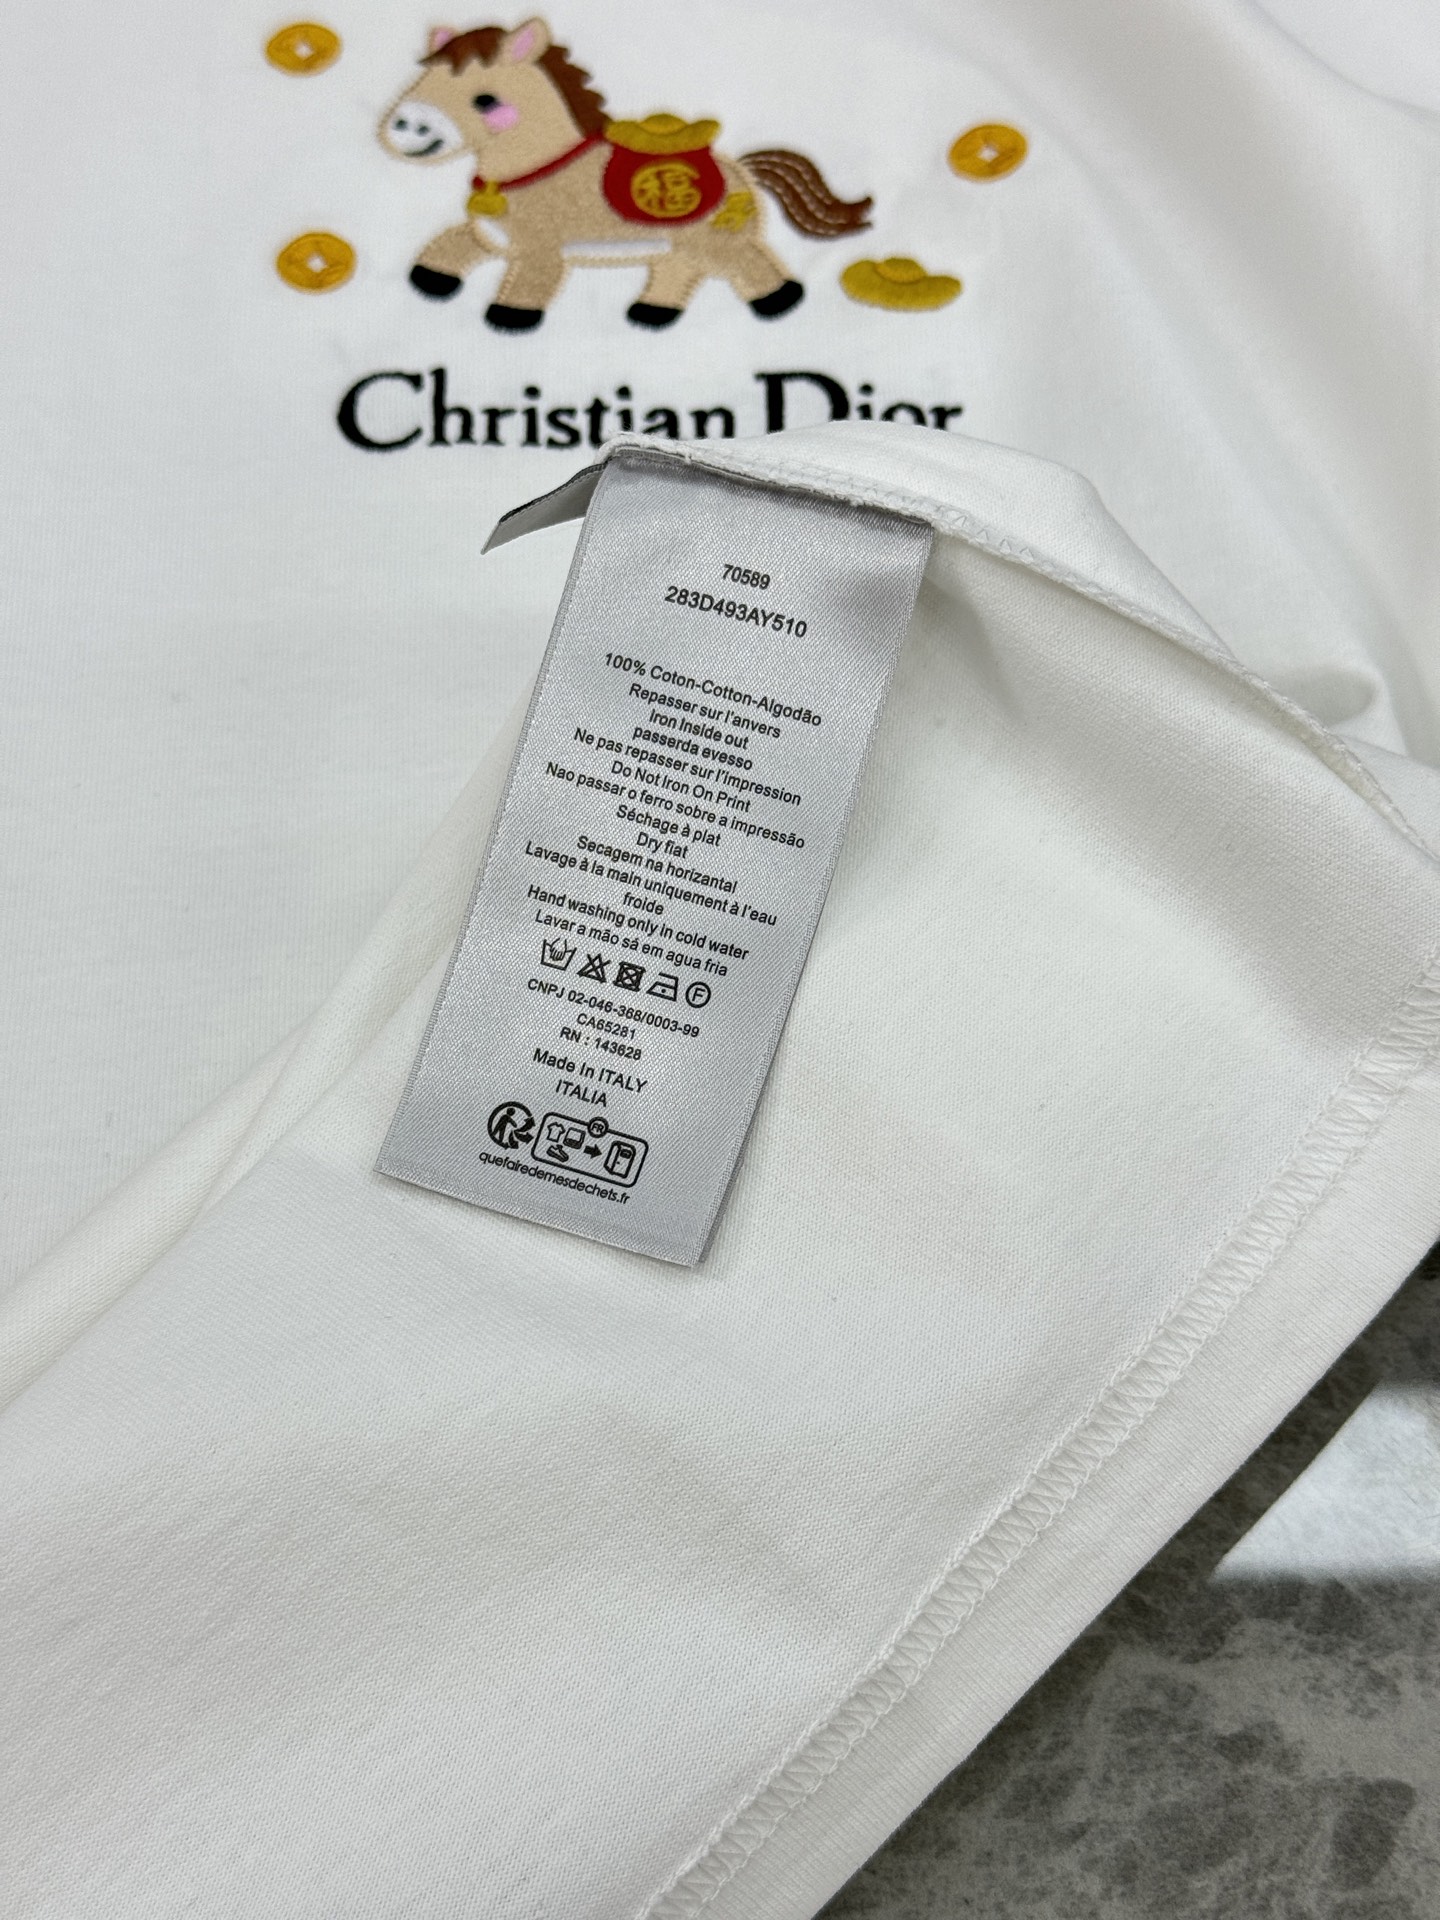 福
Christian Dior
70589
283D493AY510
100% Coton-Cotton-Algodão
Repasser sur l'anvers
Iron Inside out
passerda evesso
Ne pas repasser sur l'impression
Do Not Iron On Print
Nao passar o ferro sobre a impressão
Séchage à plat
Dry flat
Secagem na horizantal
Lavage à la main uniquement à l'eau
froide
Hand washing only in cold water
Lavar a mão sá em agua fria
F
CNPJ 02-046-368/0003-99
CA65281
RN : 143628
Made In ITALY
ITALIA
FR
quefairedemesdechets.fr